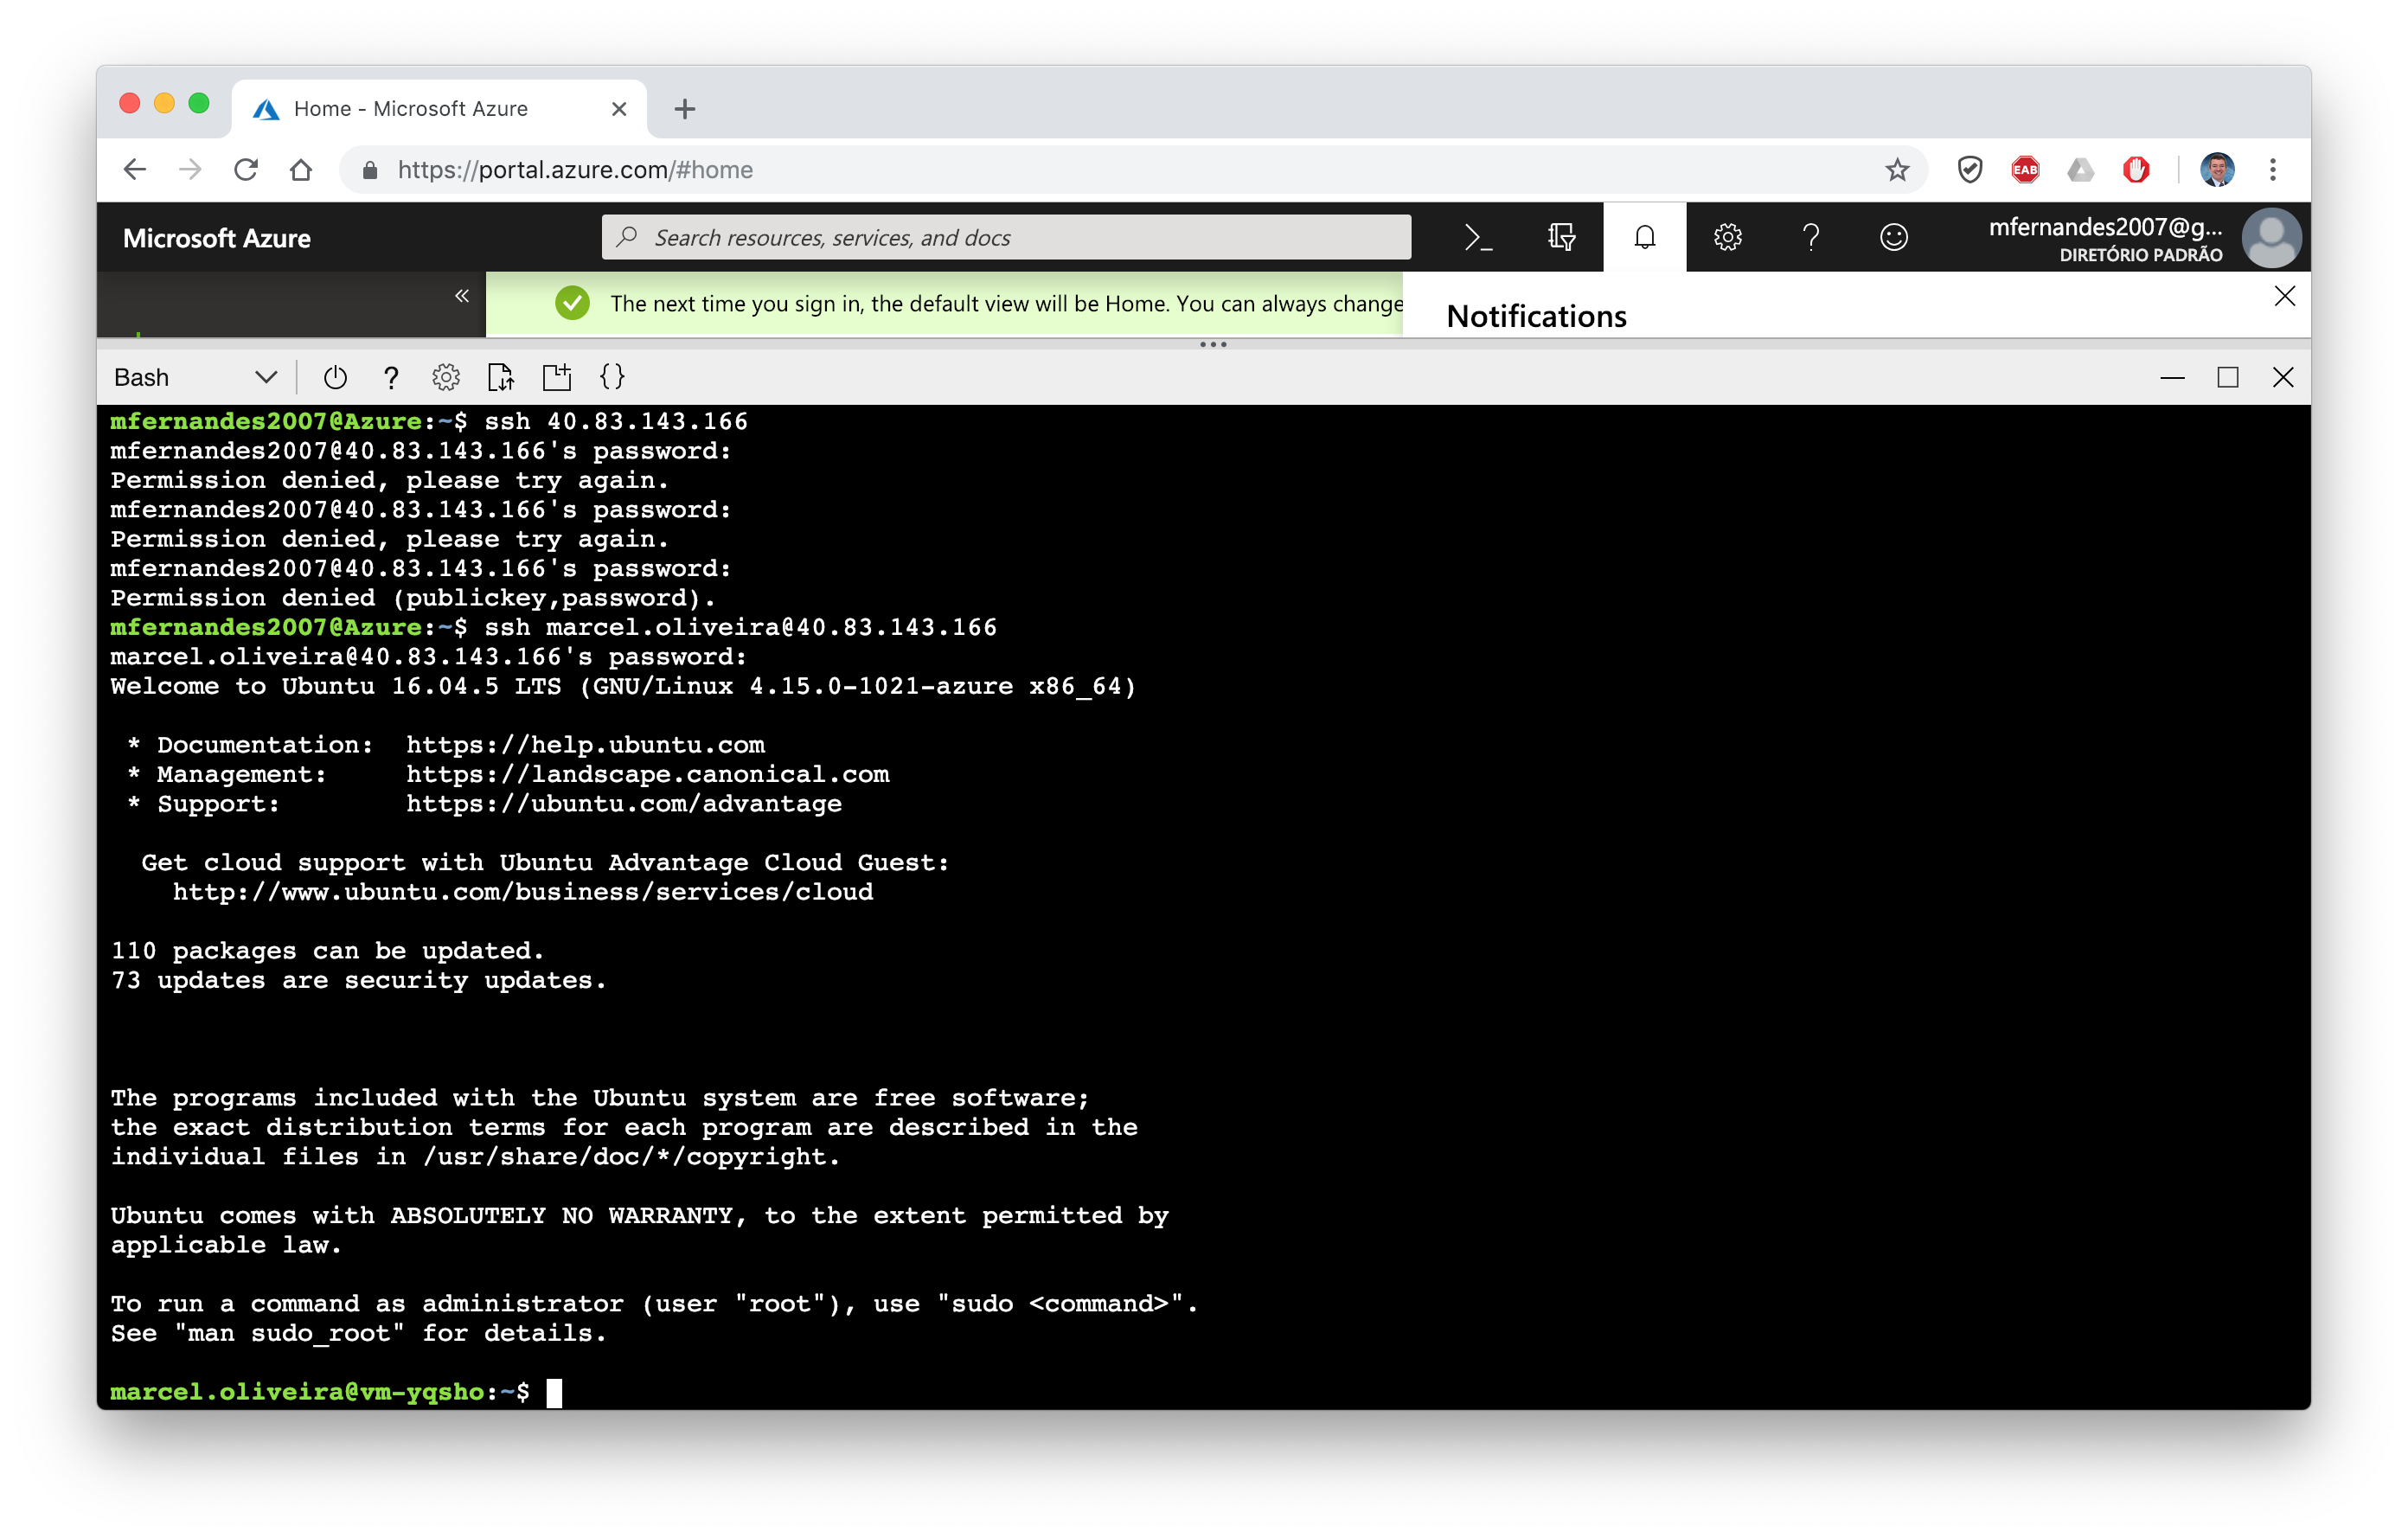 Home - Microsoft Azure
https://portal.azure.com/#home
EAB
Microsoft Azure
Search resources, services, and docs
mfernandes2007@g...
DIRETÓRIO PADRÃO
The next time you sign in, the default view will be Home. You can always change
Notifications
Bash
mfernandes2007@Azure:~$ ssh 40.83.143.166
mfernandes2007@40.83.143.166's password:
Permission denied, please try again.
mfernandes2007@40.83.143.166's password:
Permission denied, please try again.
mfernandes2007@40.83.143.166's password:
Permission denied (publickey,password).
mfernandes2007@Azure:~$ ssh marcel.oliveira@40.83.143.166
marcel.oliveira@40.83.143.166's password:
Welcome to Ubuntu 16.04.5 LTS (GNU/Linux 4.15.0-1021-azure x86_64)
* Documentation:  https://help.ubuntu.com
* Management:     https://landscape.canonical.com
* Support:        https://ubuntu.com/advantage
Get cloud support with Ubuntu Advantage Cloud Guest:
http://www.ubuntu.com/business/services/cloud
110 packages can be updated.
73 updates are security updates.
The programs included with the Ubuntu system are free software;
the exact distribution terms for each program are described in the
individual files in /usr/share/doc/*/copyright.
Ubuntu comes with ABSOLUTELY NO WARRANTY, to the extent permitted by
applicable law.
To run a command as administrator (user "root"), use "sudo <command>".
See "man sudo_root" for details.
marcel.oliveira@vm-yqsho:~$